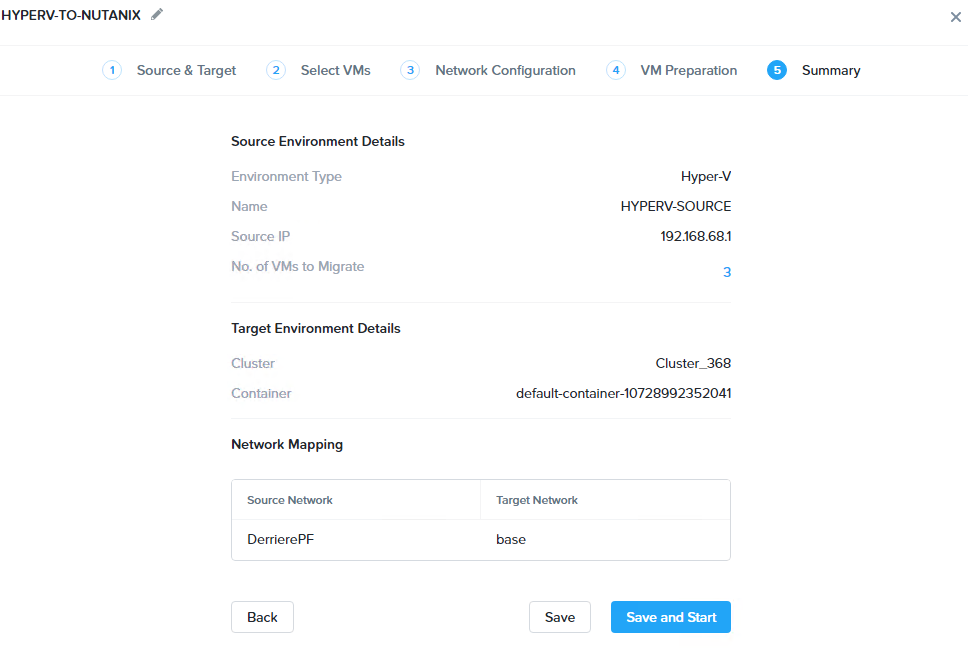 HYPERV-TO-NUTANIX
1 Source & Target 2 Select VMs 3 Network Configuration 4 VM Preparation 5 Summary
Source Environment Details
Environment Type Hyper-V
Name HYPERV-SOURCE
Source IP 192.168.68.1
No. of VMs to Migrate 3
Target Environment Details
Cluster Cluster_368
Container default-container-10728992352041
Network Mapping
Source Network Target Network
DerrierePF base
Back Save Save and Start